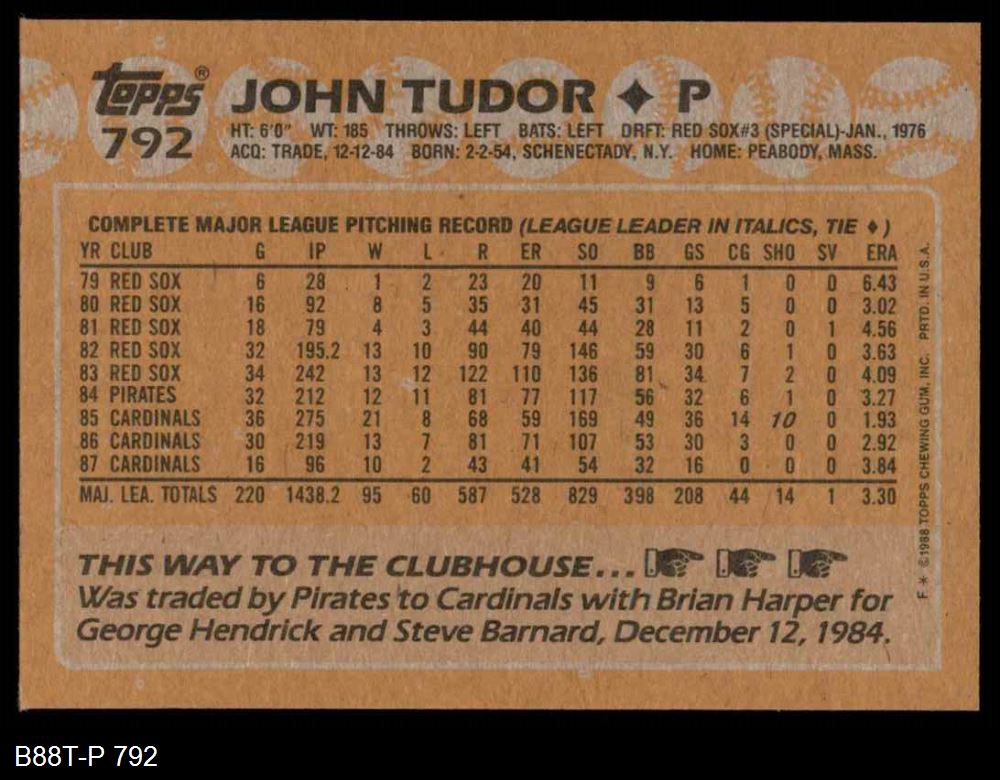 topps®
792
JOHN TUDOR ♦ P
HT: 6'0" WT: 185 THROWS: LEFT BATS: LEFT DRFT: RED SOX#3 (SPECIAL)-JAN., 1976
ACQ: TRADE, 12-12-84 BORN: 2-2-54, SCHENECTADY, N.Y. HOME: PEABODY, MASS.
COMPLETE MAJOR LEAGUE PITCHING RECORD (LEAGUE LEADER IN ITALICS, TIE ♦)
YR CLUB G IP W L R ER SO BB GS CG SHO SV ERA
79 RED SOX 6 28 1 2 23 20 11 9 6 1 0 0 6.43
80 RED SOX 16 92 8 5 35 31 45 31 13 5 0 0 3.02
81 RED SOX 18 79 4 3 44 40 44 28 11 2 0 1 4.56
82 RED SOX 32 195.2 13 10 90 79 146 59 30 6 1 0 3.63
83 RED SOX 34 242 13 12 122 110 136 81 34 7 2 0 4.09
84 PIRATES 32 212 12 11 81 77 117 56 32 6 1 0 3.27
85 CARDINALS 36 275 21 8 68 59 169 49 36 14 10 0 1.93
86 CARDINALS 30 219 13 7 81 71 107 53 30 3 0 0 2.92
87 CARDINALS 16 96 10 2 43 41 54 32 16 0 0 0 3.84
MAJ. LEA. TOTALS 220 1438.2 95 60 587 528 829 398 208 44 14 1 3.30
THIS WAY TO THE CLUBHOUSE...
Was traded by Pirates to Cardinals with Brian Harper for
George Hendrick and Steve Barnard, December 12, 1984.
F * ©1988 TOPPS CHEWING GUM, INC. PRTD. IN U.S.A.
B88T-P 792